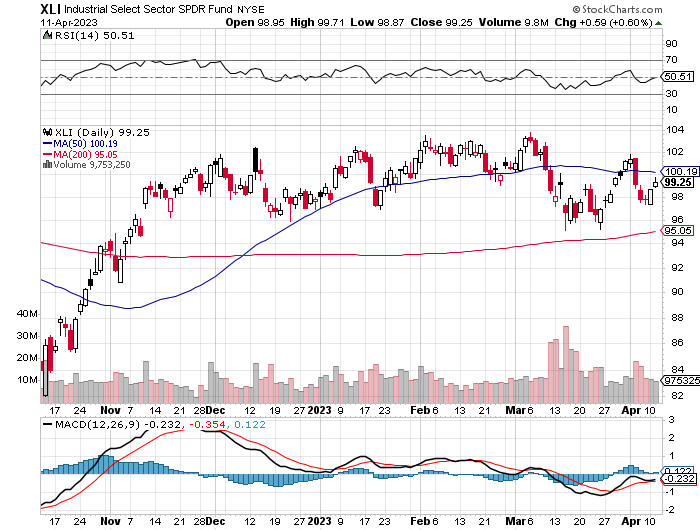 XLI Industrial Select Sector SPDR Fund NYSE © StockCharts.com
11-Apr-2023 Open 98.95 High 99.71 Low 98.87 Close 99.25 Volume 9.8M Chg +0.59 (+0.60%)
RSI(14) 50.51
90
70
50.51
30
10
XLI (Daily) 99.25
MA(50) 100.19
MA(200) 95.05
Volume 9,753,250
104
102
100.19
99.25
98
96
95.05
94
92
90
88
86
84
82
40M
30M
20M
10M
975325
17 24 Nov 7 14 21 28 Dec 12 19 27 2023 9 17 23 Feb 6 13 21 Mar 6 13 20 27 Apr 10
MACD(12,26,9) -0.232, -0.354, 0.122
3
2
1
0.122
-0.232
-1
-2
2
1
0
-1
17 24 Nov 7 14 21 28 Dec 12 19 27 2023 9 17 23 Feb 6 13 21 Mar 6 13 20 27 Apr 10